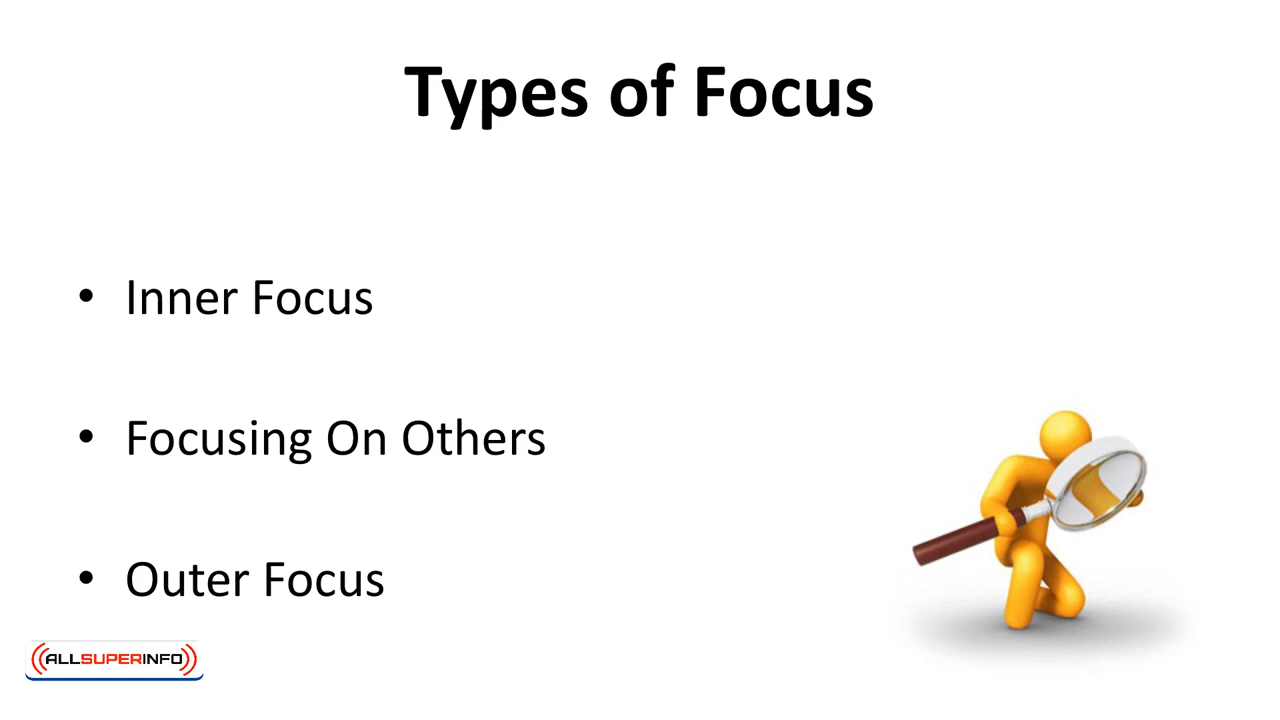 Types of Focus
• Inner Focus
• Focusing On Others
• Outer Focus
ALLSUPERINFO